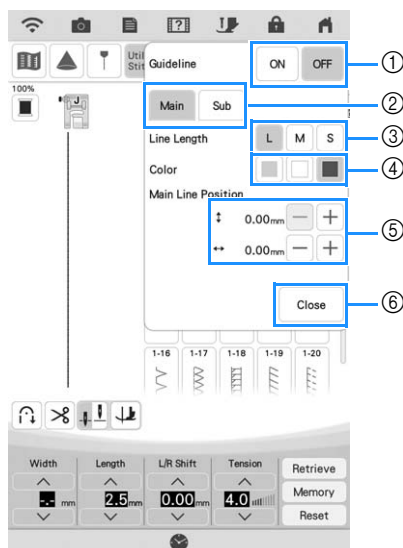 Guideline ON OFF ①
Util
Stit
100%
J
Main Sub ②
Line Length L M S ③
Color ④
Main Line Position
0.00mm − + ⑤
0.00mm − +
Close ⑥
1-16 1-17 1-18 1-19 1-20
Width Length L/R Shift Tension
-.- mm 2.5mm 0.00mm 4.0
Retrieve
Memory
Reset